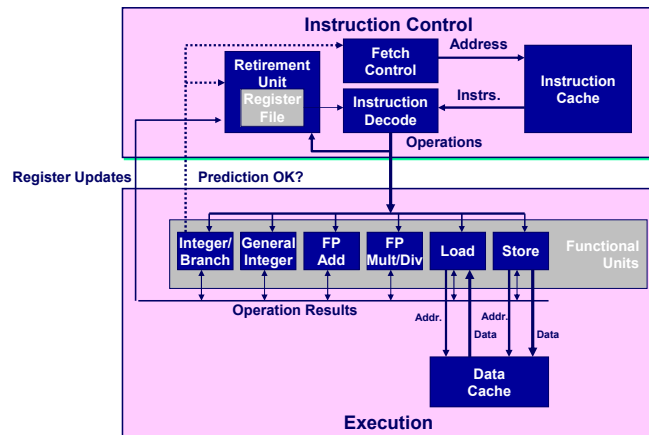 Instruction Control
Fetch
Control
Address
Retirement
Unit
Register
File
Instruction
Cache
Instruction
Decode
Instrs.
Operations
Register Updates
Prediction OK?
Integer/
Branch
General
Integer
FP
Add
FP
Mult/Div
Load
Store
Functional
Units
Operation Results
Addr.
Data
Addr.
Data
Data
Cache
Execution